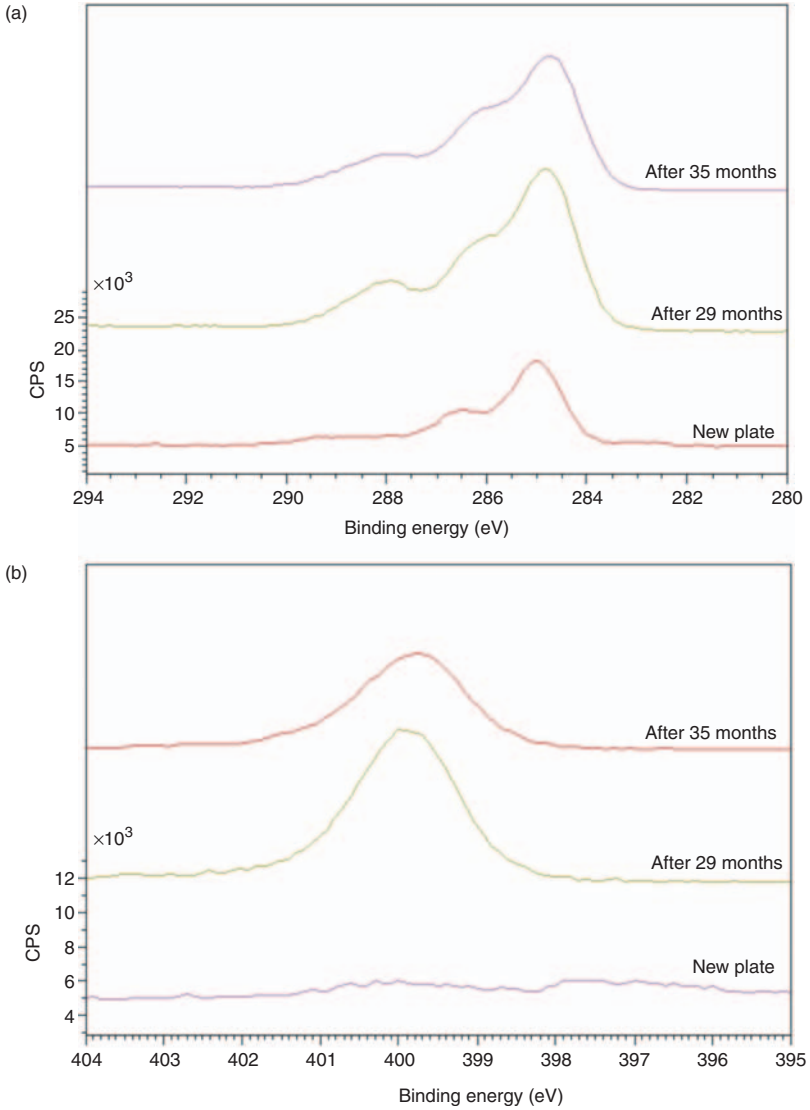 (a)
After 35 months
×10³
After 29 months
25
20
15
10
5
CPS
New plate
294 292 290 288 286 284 282 280
Binding energy (eV)
(b)
After 35 months
×10³
After 29 months
12
10
8
6
4
CPS
New plate
404 403 402 401 400 399 398 397 396 395
Binding energy (eV)